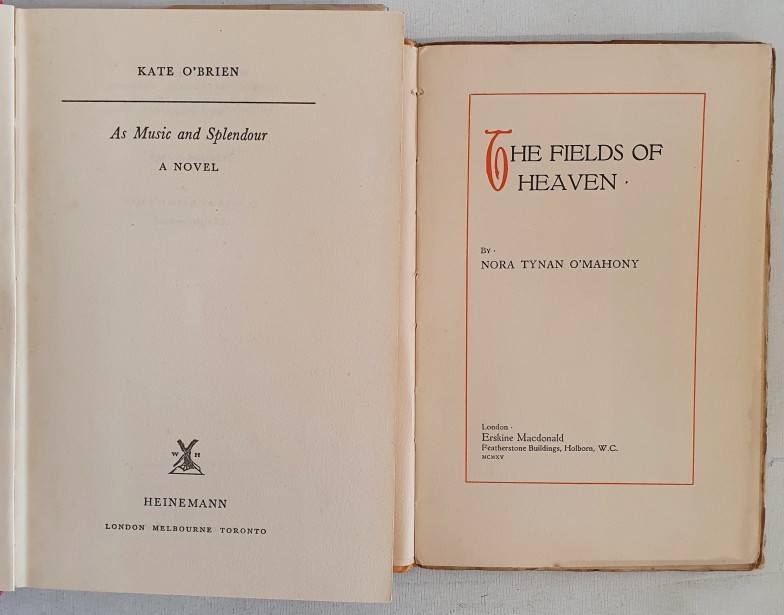 KATE O'BRIEN
As Music and Splendour
A NOVEL
W H
HEINEMANN
LONDON MELBOURNE TORONTO
THE FIELDS OF
HEAVEN ·
By ·
NORA TYNAN O'MAHONY
London ·
Erskine Macdonald
Featherstone Buildings, Holborn, W.C.
MCMXV